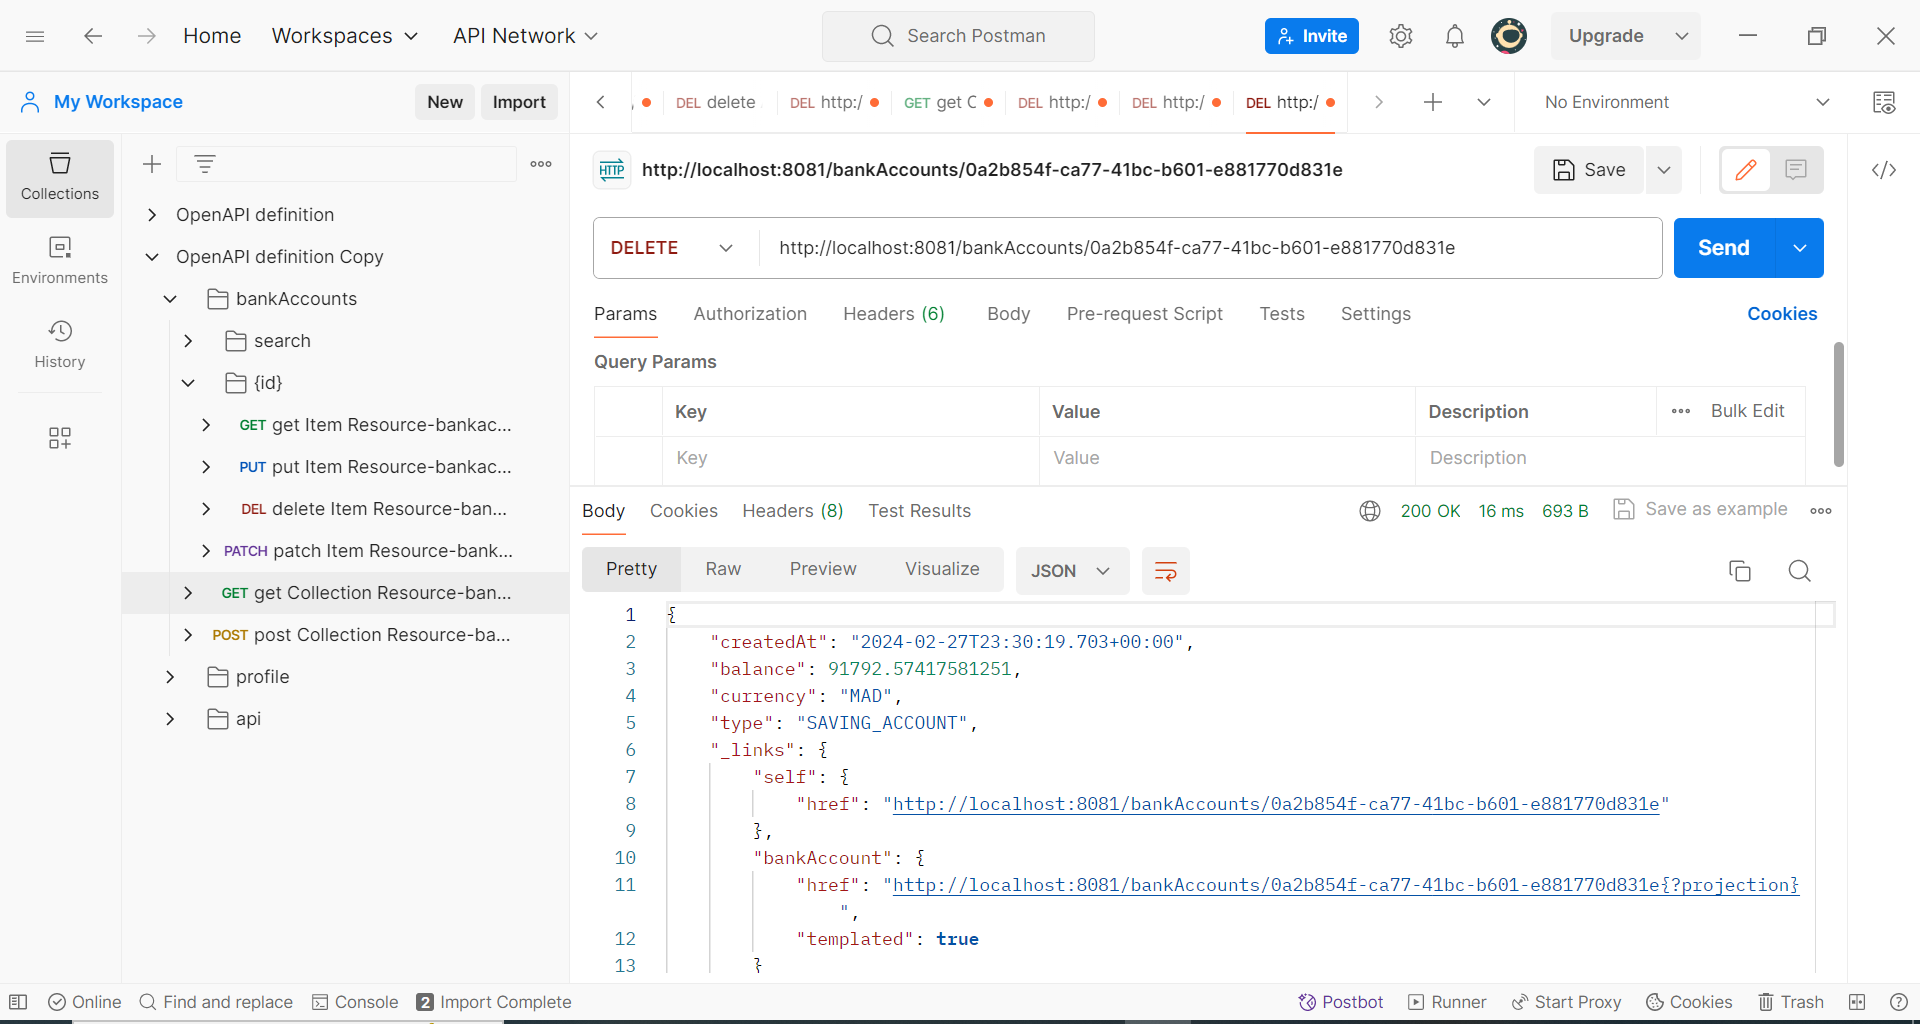 Home
Workspaces
API Network
Search Postman
Invite
Upgrade
My Workspace
New
Import
DEL delete
DEL http:/
GET get C
DEL http:/
DEL http:/
DEL http:/
No Environment
Collections
Environments
History
OpenAPI definition
OpenAPI definition Copy
bankAccounts
search
{id}
GET get Item Resource-bankac...
PUT put Item Resource-bankac...
DEL delete Item Resource-ban...
PATCH patch Item Resource-bank...
GET get Collection Resource-ban...
POST post Collection Resource-ba...
profile
api
HTTP http://localhost:8081/bankAccounts/0a2b854f-ca77-41bc-b601-e881770d831e
Save
DELETE http://localhost:8081/bankAccounts/0a2b854f-ca77-41bc-b601-e881770d831e
Send
Params Authorization Headers (6) Body Pre-request Script Tests Settings
Cookies
Query Params
Key Value Description Bulk Edit
Key Value Description
Body Cookies Headers (8) Test Results
200 OK 16 ms 693 B Save as example
Pretty Raw Preview Visualize JSON
1 {
2 "createdAt": "2024-02-27T23:30:19.703+00:00",
3 "balance": 91792.57417581251,
4 "currency": "MAD",
5 "type": "SAVING_ACCOUNT",
6 "_links": {
7 "self": {
8 "href": "http://localhost:8081/bankAccounts/0a2b854f-ca77-41bc-b601-e881770d831e"
9 },
10 "bankAccount": {
11 "href": "http://localhost:8081/bankAccounts/0a2b854f-ca77-41bc-b601-e881770d831e{?projection}
",
12 "templated": true
13 }
Online
Find and replace
Console
2 Import Complete
Postbot
Runner
Start Proxy
Cookies
Trash